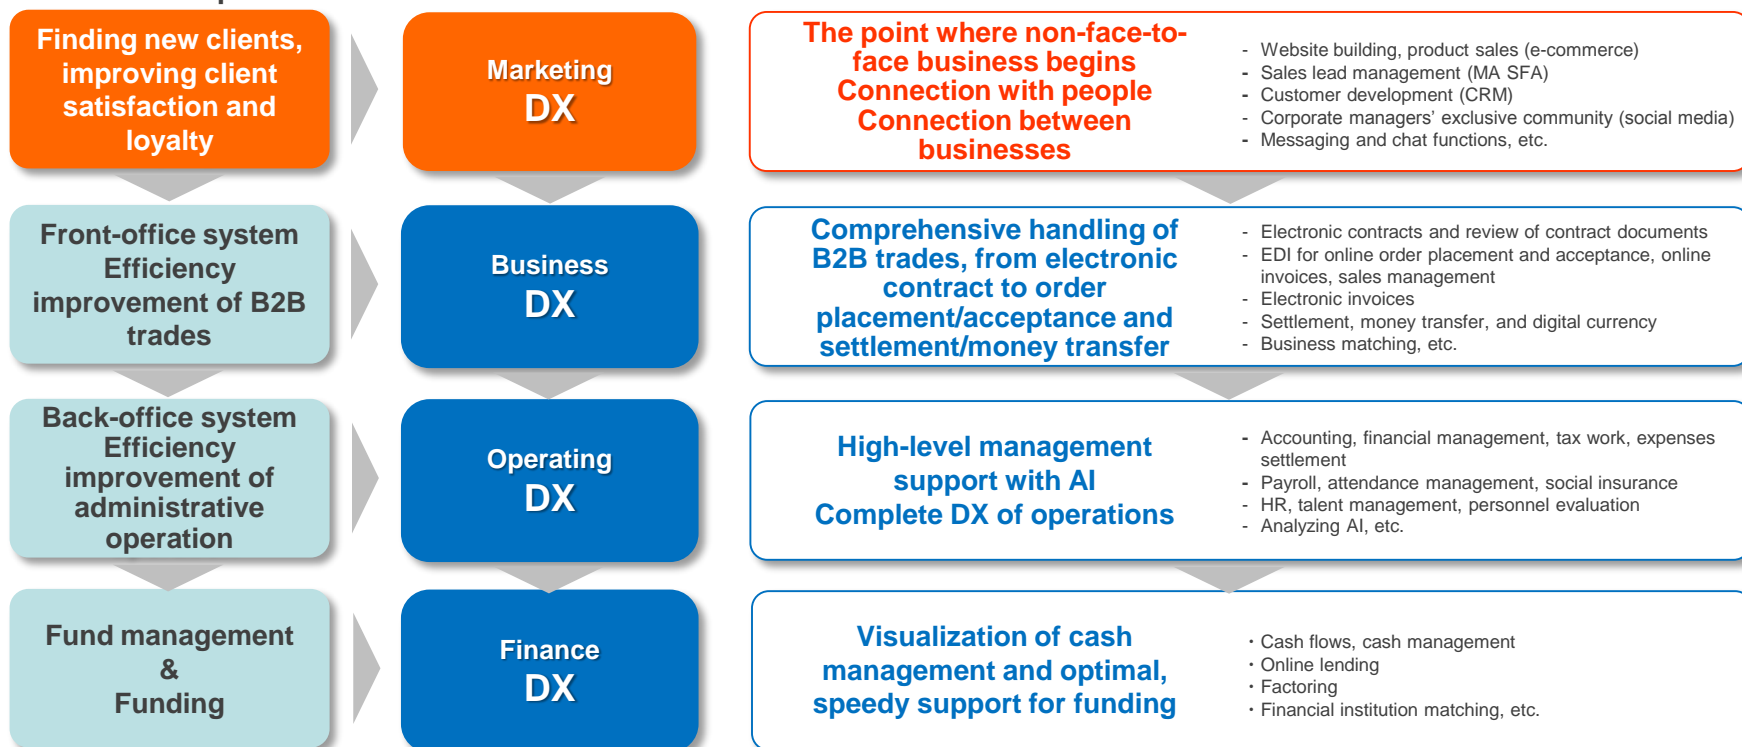 Finding new clients,
improving client
satisfaction and
loyalty
Marketing
DX
The point where non-face-to-
face business begins
Connection with people
Connection between
businesses
- Website building, product sales (e-commerce)
- Sales lead management (MA SFA)
- Customer development (CRM)
- Corporate managers' exclusive community (social media)
- Messaging and chat functions, etc.
Front-office system
Efficiency
improvement of B2B
trades
Business
DX
Comprehensive handling of
B2B trades, from electronic
contract to order
placement/acceptance and
settlement/money transfer
- Electronic contracts and review of contract documents
- EDI for online order placement and acceptance, online
invoices, sales management
- Electronic invoices
- Settlement, money transfer, and digital currency
- Business matching, etc.
Back-office system
Efficiency
improvement of
administrative
operation
Operating
DX
High-level management
support with AI
Complete DX of operations
- Accounting, financial management, tax work, expenses
settlement
- Payroll, attendance management, social insurance
- HR, talent management, personnel evaluation
- Analyzing AI, etc.
Fund management
&
Funding
Finance
DX
Visualization of cash
management and optimal,
speedy support for funding
・Cash flows, cash management
・Online lending
・Factoring
・Financial institution matching, etc.